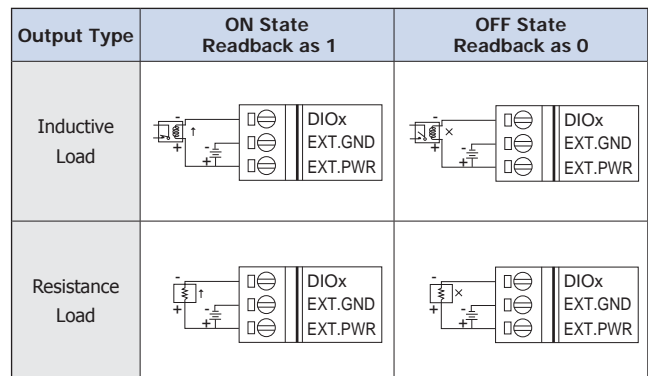 Output Type
ON State
Readback as 1
OFF State
Readback as 0
Inductive
Load
- ↑ DIOx
- EXT.GND
+ + EXT.PWR
- × DIOx
- EXT.GND
+ + EXT.PWR
Resistance
Load
- ↑ DIOx
- EXT.GND
+ + EXT.PWR
- × DIOx
- EXT.GND
+ + EXT.PWR